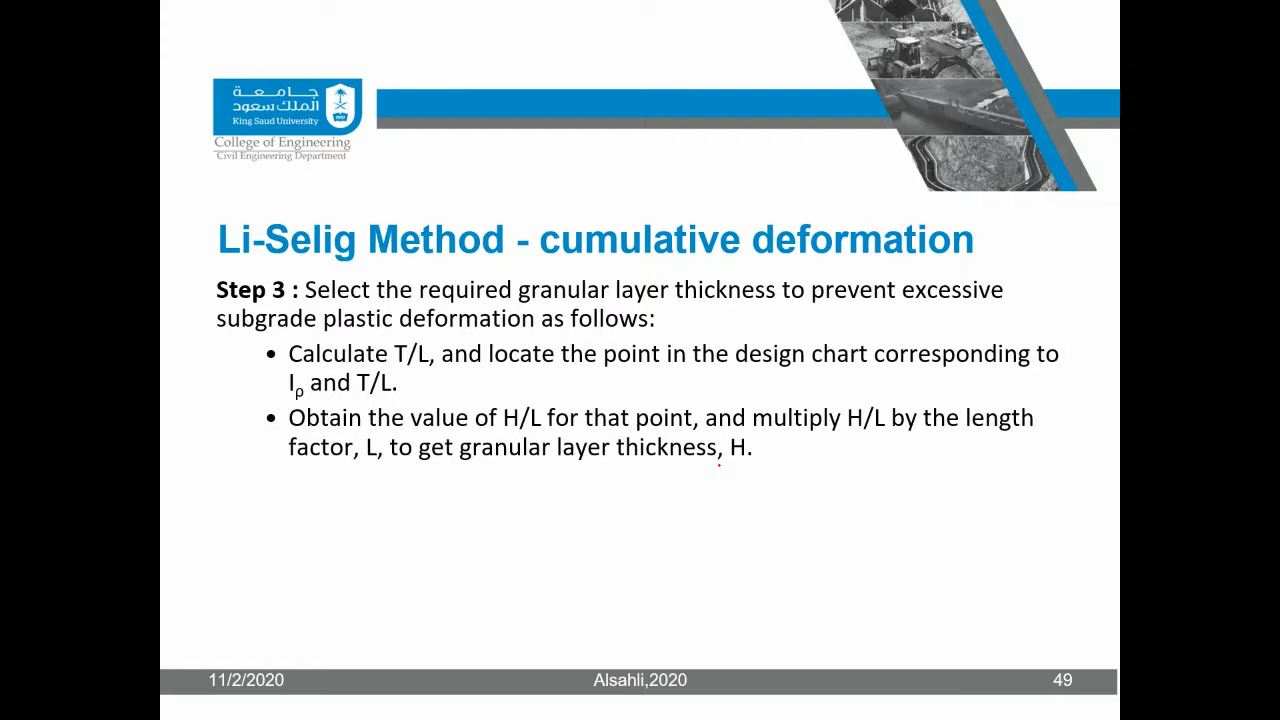 جامعة
الملك سعود
King Saud University
1957
College of Engineering
Civil Engineering Department
Li-Selig Method - cumulative deformation
Step 3 : Select the required granular layer thickness to prevent excessive
subgrade plastic deformation as follows:
• Calculate T/L, and locate the point in the design chart corresponding to
Iρ and T/L.
• Obtain the value of H/L for that point, and multiply H/L by the length
factor, L, to get granular layer thickness, H.
11/2/2020 Alsahli,2020 49